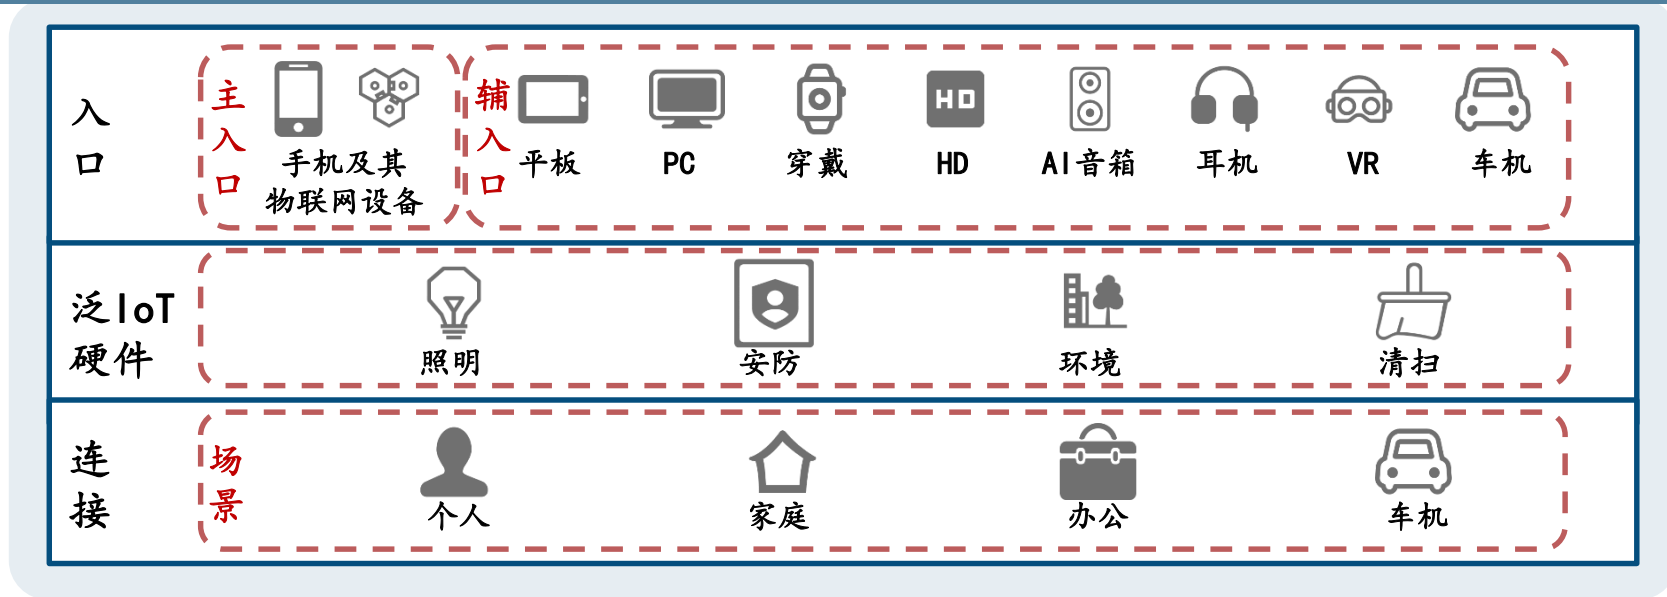 入口
主入口
手机及其
物联网设备
辅入口
平板
PC
穿戴
HD
HD
AI音箱
耳机
VR
车机
泛IoT
硬件
照明
安防
环境
清扫
连接
场景
个人
家庭
办公
车机